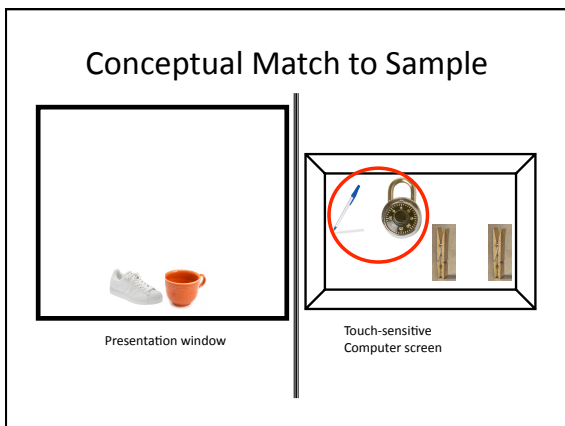 Conceptual Match to Sample
Presentation window
Touch-sensitive
Computer screen